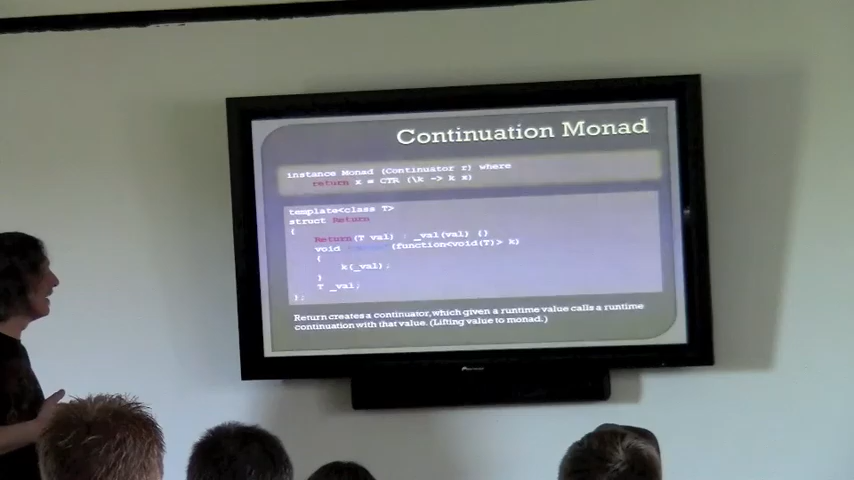 Continuation Monad
instance Monad (Continuator r) where
return x = CTR (\k -> k x)
template<class T>
struct Return
{
Return(T val) : _val(val) {}
void (function<void(T)> k)
{
k(_val);
}
T _val;
};
Return creates a continuator, which given a runtime value calls a runtime
continuation with that value. (Lifting value to monad.)